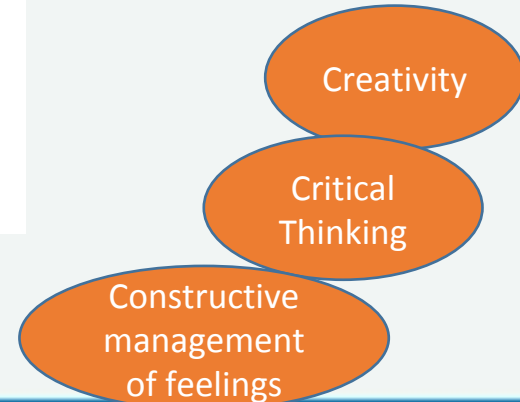 Creativity
Critical
Thinking
Constructive
management
of feelings